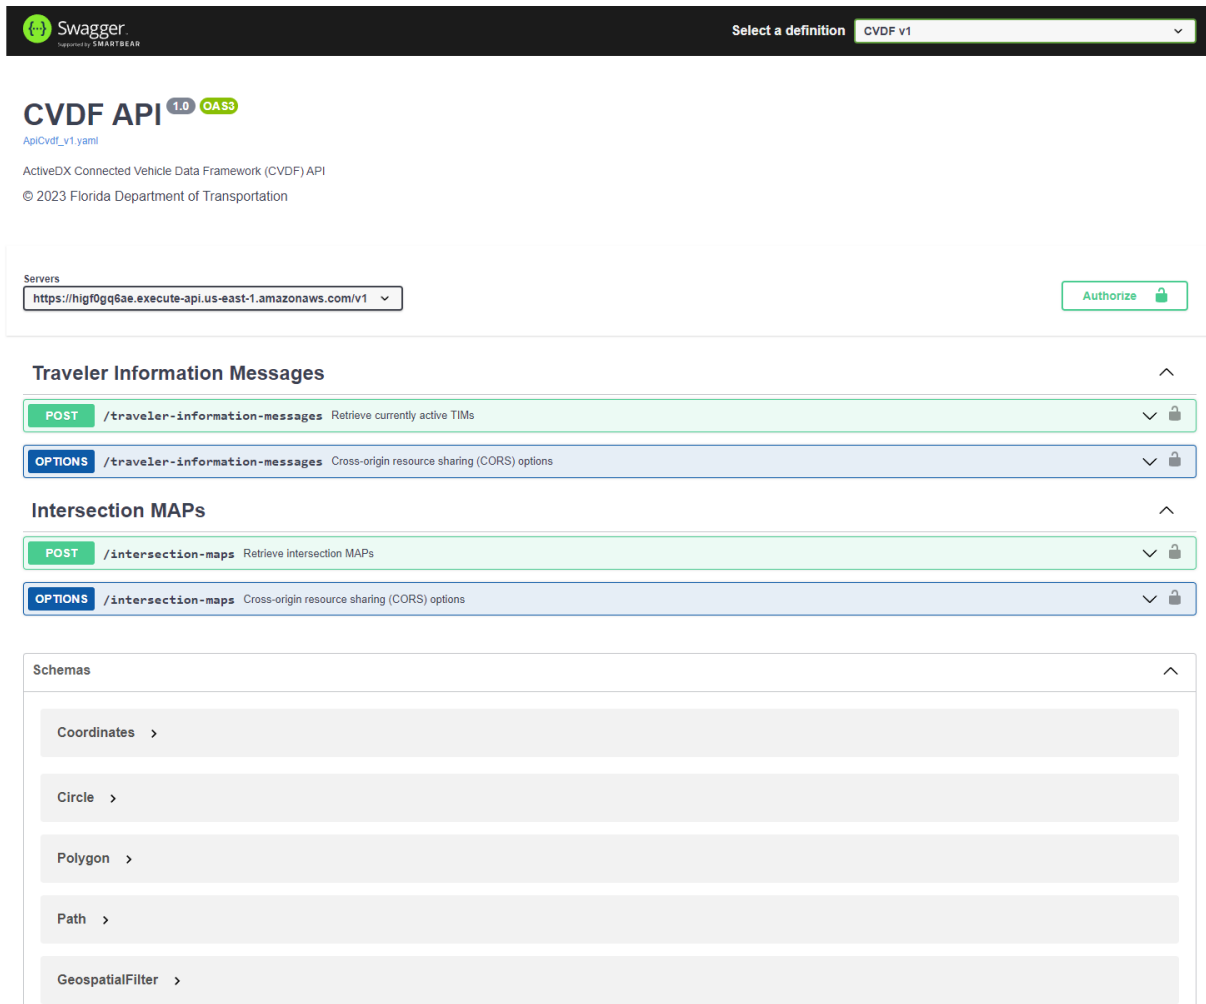 Swagger.
Supported by SMARTBEAR
Select a definition
CVDF v1
CVDF API 1.0 OAS3
ApiCvdf_v1.yaml
ActiveDX Connected Vehicle Data Framework (CVDF) API
© 2023 Florida Department of Transportation
Servers
https://higf0gq6ae.execute-api.us-east-1.amazonaws.com/v1
Authorize
Traveler Information Messages
POST /traveler-information-messages Retrieve currently active TIMs
OPTIONS /traveler-information-messages Cross-origin resource sharing (CORS) options
Intersection MAPs
POST /intersection-maps Retrieve intersection MAPs
OPTIONS /intersection-maps Cross-origin resource sharing (CORS) options
Schemas
Coordinates
Circle
Polygon
Path
GeospatialFilter